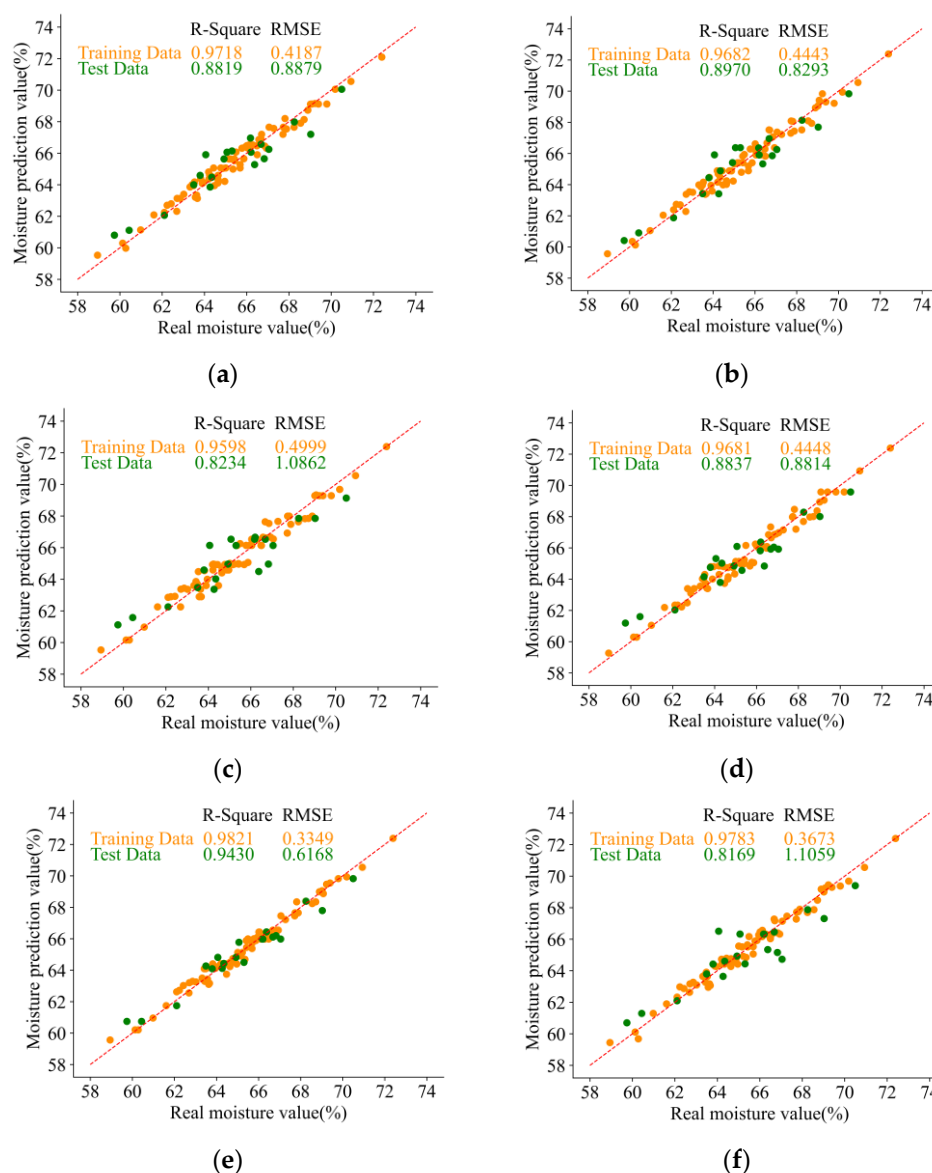 R-Square RMSE
Training Data 0.9718 0.4187
Test Data 0.8819 0.8879
Moisture prediction value(%)
74
72
70
68
66
64
62
60
58
58 60 62 64 66 68 70 72 74
Real moisture value(%)
(a)
R-Square RMSE
Training Data 0.9682 0.4443
Test Data 0.8970 0.8293
Moisture prediction value(%)
74
72
70
68
66
64
62
60
58
58 60 62 64 66 68 70 72 74
Real moisture value(%)
(b)
R-Square RMSE
Training Data 0.9598 0.4999
Test Data 0.8234 1.0862
Moisture prediction value(%)
74
72
70
68
66
64
62
60
58
58 60 62 64 66 68 70 72 74
Real moisture value(%)
(c)
R-Square RMSE
Training Data 0.9681 0.4448
Test Data 0.8837 0.8814
Moisture prediction value(%)
74
72
70
68
66
64
62
60
58
58 60 62 64 66 68 70 72 74
Real moisture value(%)
(d)
R-Square RMSE
Training Data 0.9821 0.3349
Test Data 0.9430 0.6168
Moisture prediction value(%)
74
72
70
68
66
64
62
60
58
58 60 62 64 66 68 70 72 74
Real moisture value(%)
(e)
R-Square RMSE
Training Data 0.9783 0.3673
Test Data 0.8169 1.1059
Moisture prediction value(%)
74
72
70
68
66
64
62
60
58
58 60 62 64 66 68 70 72 74
Real moisture value(%)
(f)